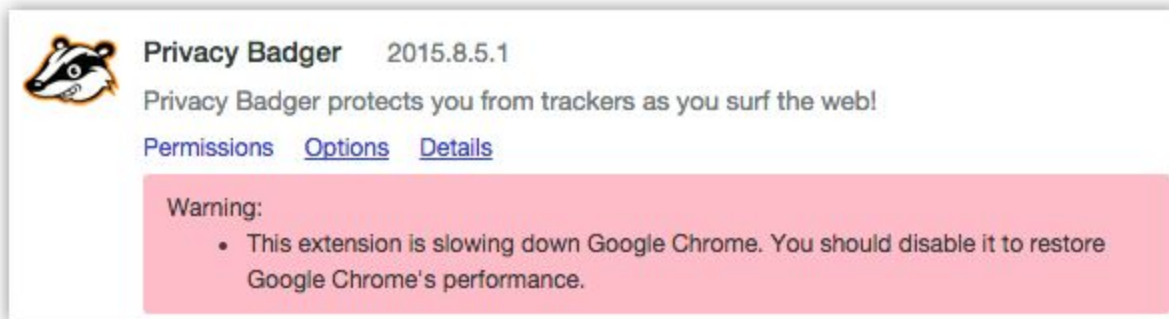 Privacy Badger 2015.8.5.1
Privacy Badger protects you from trackers as you surf the web!
Permissions Options Details
Warning:
• This extension is slowing down Google Chrome. You should disable it to restore
Google Chrome's performance.